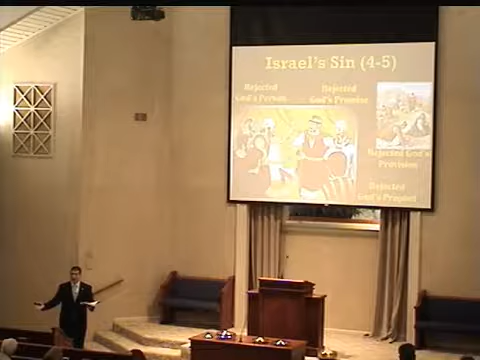 Israel's Sin (4-5)
Rejected
God's Person
Rejected
God's Promise
Rejected God's
Provision
Rejected
God's Prophet